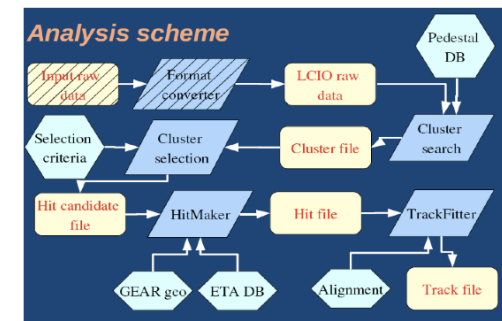 Analysis scheme
Pedestal
DB
Input raw
data
Format
converter
LCIO raw
data
Selection
criteria
Cluster
selection
Cluster file
Cluster
search
Hit candidate
file
HitMaker
Hit file
TrackFitter
GEAR geo
ETA DB
Alignment
Track file